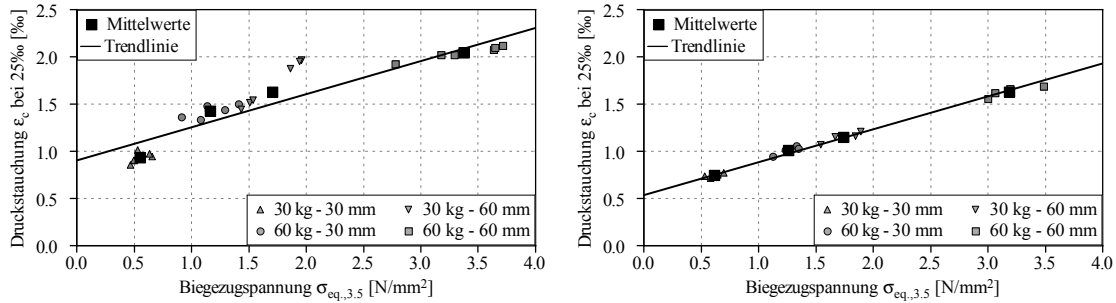 Druckstauchung ε_c bei 25‰ [‰]
2.5
2.0
1.5
1.0
0.5
0.0
Mittelwerte
Trendlinie
30 kg - 30 mm
30 kg - 60 mm
60 kg - 30 mm
60 kg - 60 mm
0.0 0.5 1.0 1.5 2.0 2.5 3.0 3.5 4.0
Biegezugspannung σ_eq.,3.5 [N/mm²]
Druckstauchung ε_c bei 25‰ [‰]
2.5
2.0
1.5
1.0
0.5
0.0
Mittelwerte
Trendlinie
30 kg - 30 mm
30 kg - 60 mm
60 kg - 30 mm
60 kg - 60 mm
0.0 0.5 1.0 1.5 2.0 2.5 3.0 3.5 4.0
Biegezugspannung σ_eq.,3.5 [N/mm²]